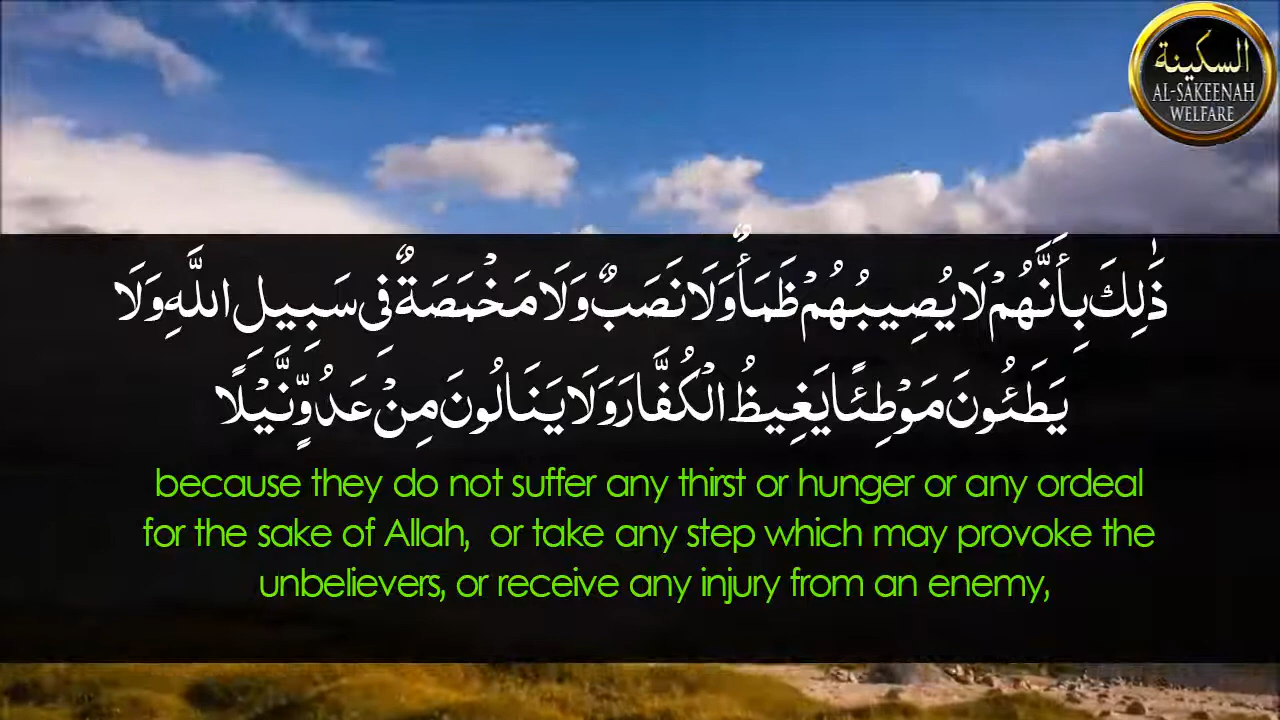 السكينة
AL-SAKEENAH
WELFARE
ذَٰلِكَ بِأَنَّهُمْ لَا يُصِيبُهُمْ ظَمَأٌ وَلَا نَصَبٌ وَلَا مَخْمَصَةٌ فِي سَبِيلِ اللَّهِ وَلَا
يَطَئُونَ مَوْطِئًا يَغِيظُ الْكُفَّارَ وَلَا يَنَالُونَ مِنْ عَدُوٍّ نَّيْلًا
because they do not suffer any thirst or hunger or any ordeal
for the sake of Allah, or take any step which may provoke the
unbelievers, or receive any injury from an enemy,